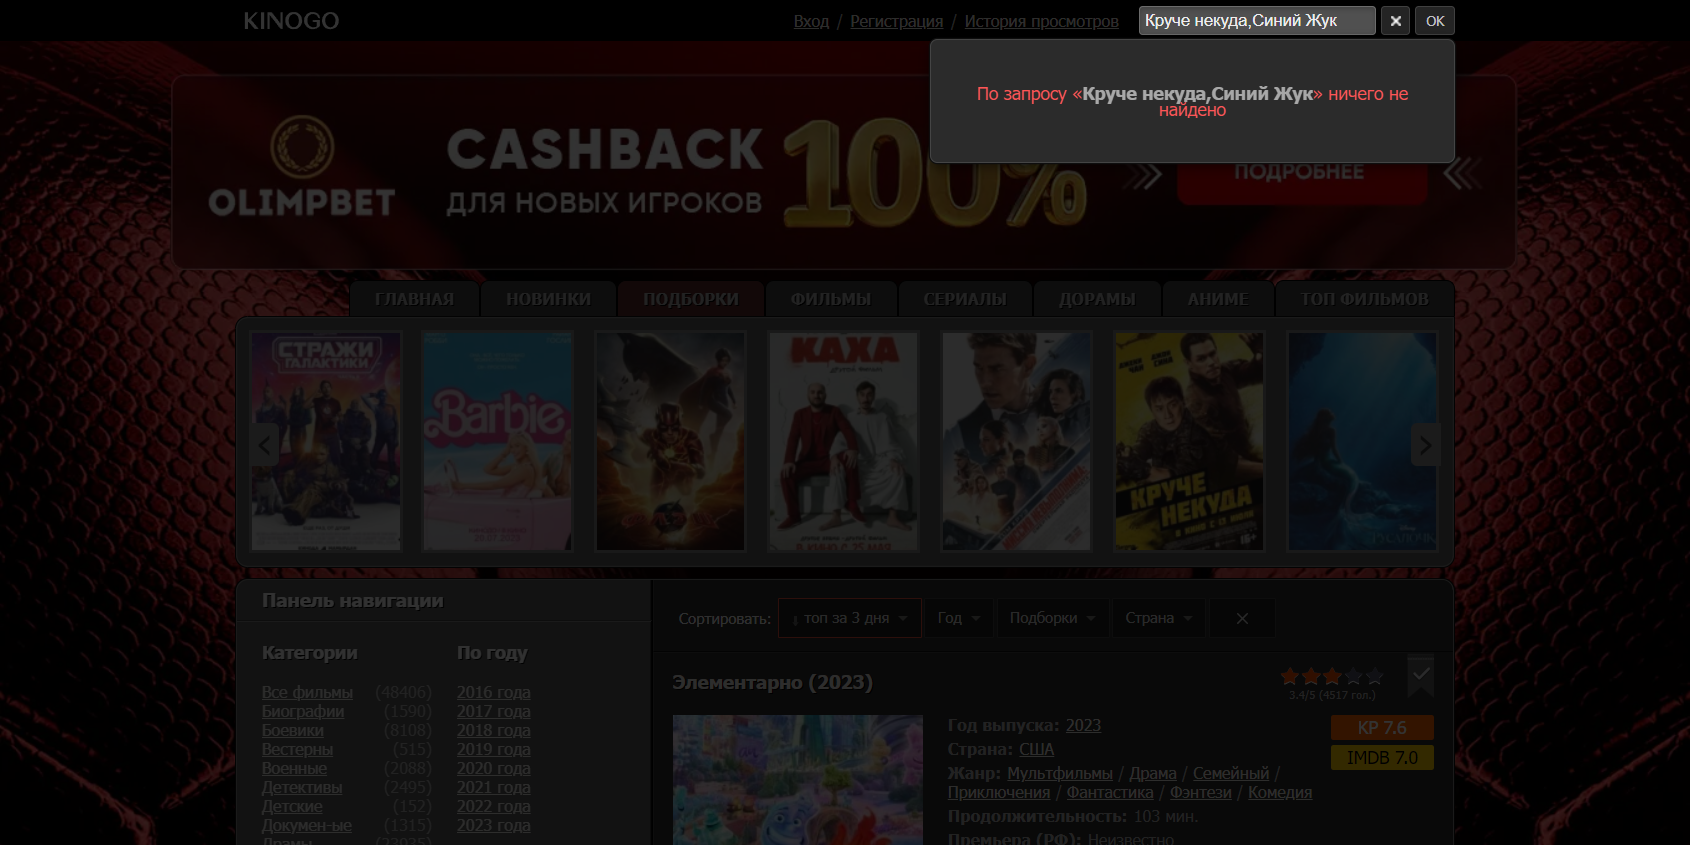 KINOGO
Вход / Регистрация / История просмотров
Круче некуда,Синий Жук
OK
По запросу «Круче некуда,Синий Жук» ничего не
найдено
OLIMPBET
CASHBACK
ДЛЯ НОВЫХ ИГРОКОВ
100%
ПОДРОБНЕЕ
ГЛАВНАЯ
НОВИНКИ
ПОДБОРКИ
ФИЛЬМЫ
СЕРИАЛЫ
ДОРАМЫ
АНИМЕ
ТОП ФИЛЬМОВ
СТРАЖИ
ГАЛАКТИКИ
Barbie
КАХА
КРУЧЕ
НЕКУДА
16+
Панель навигации
Категории
Все фильмы (48406)
Биографии (1590)
Боевики (8108)
Вестерны (515)
Военные (2088)
Детективы (2495)
Детские (152)
Докумен-ые (1315)
Драмы
По году
2016 года
2017 года
2018 года
2019 года
2020 года
2021 года
2022 года
2023 года
Сортировать:
топ за 3 дня
Год
Подборки
Страна
Элементарно (2023)
3.4/5 (4517 гол.)
Год выпуска: 2023
Страна: США
Жанр: Мультфильмы / Драма / Семейный /
Приключения / Фантастика / Фэнтези / Комедия
Продолжительность: 103 мин.
Премьера (РФ): Неизвестно
KP 7.6
IMDB 7.0